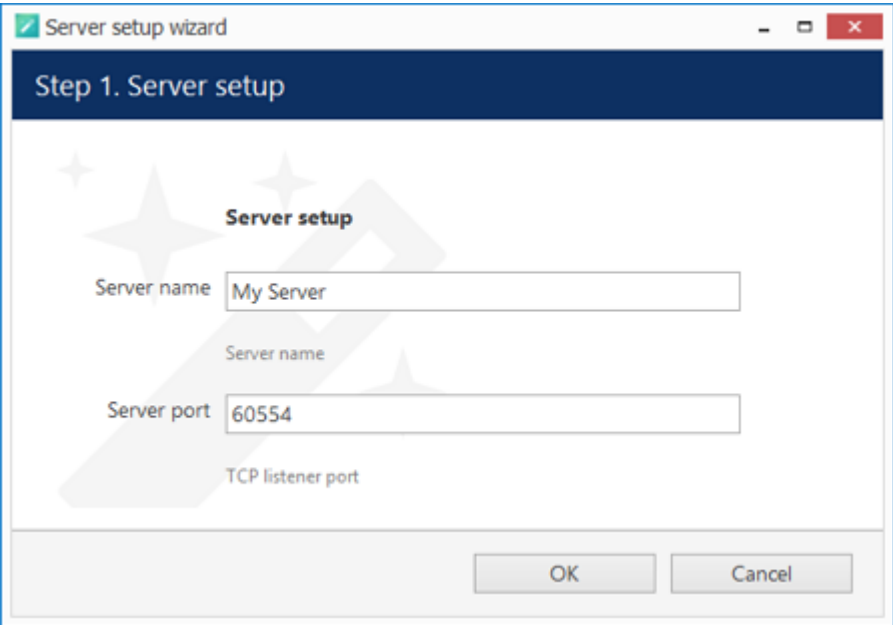 Server setup wizard
Step 1. Server setup
Server setup
Server name My Server
Server name
Server port 60554
TCP listener port
OK Cancel